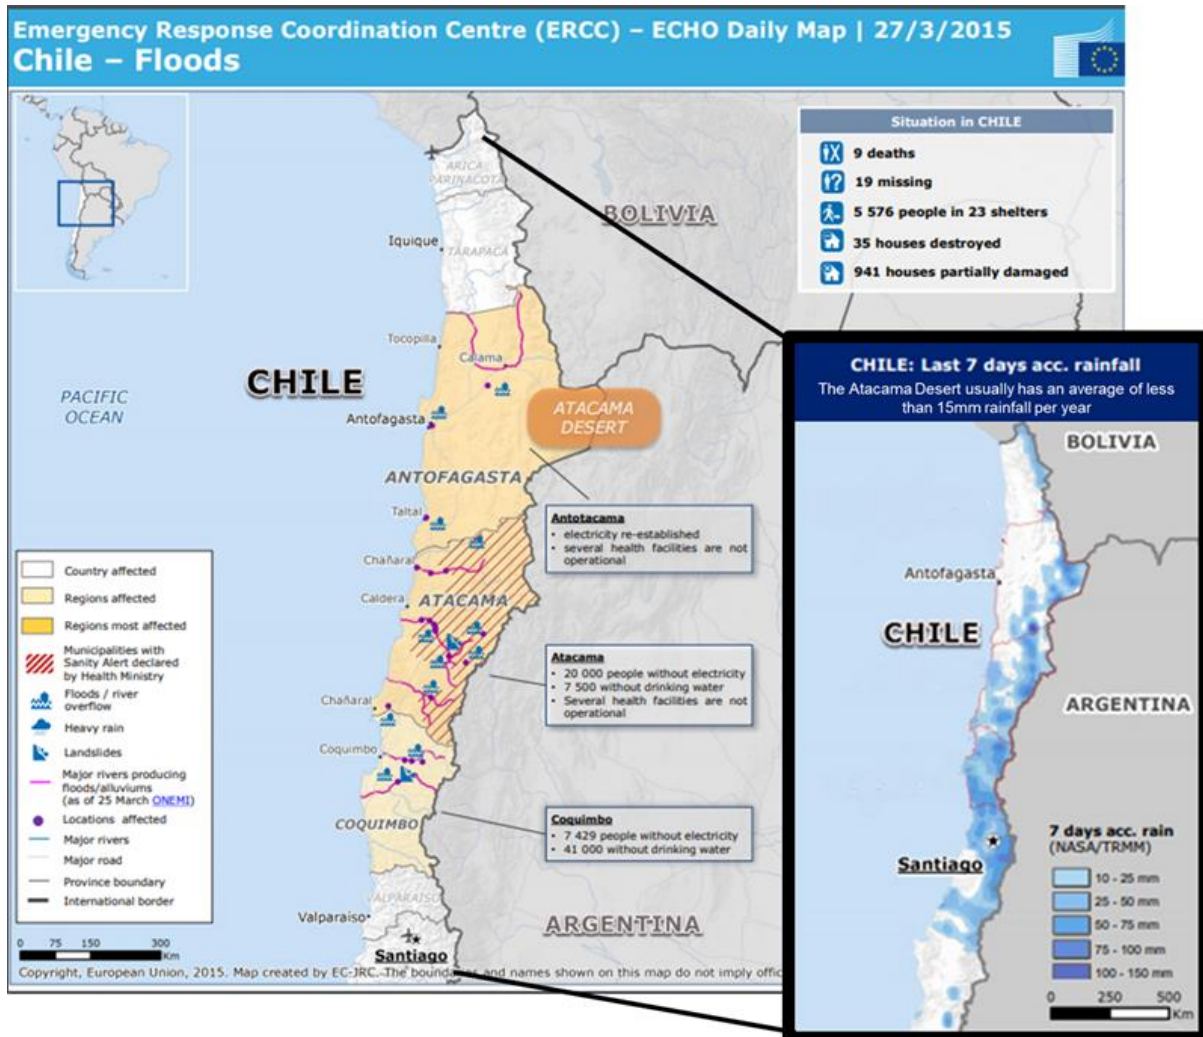 Emergency Response Coordination Centre (ERCC) – ECHO Daily Map | 27/3/2015
Chile – Floods
Situation in CHILE
9 deaths
19 missing
5 576 people in 23 shelters
35 houses destroyed
941 houses partially damaged
ARICA
PARINACOTA
BOLIVIA
Iquique
TARAPACA
Tocopilla
Calama
CHILE
PACIFIC
OCEAN
ATACAMA
DESERT
Antofagasta
ANTOFAGASTA
Taltal
Antotacama
• electricity re-established
• several health facilities are not
operational
Chañaral
Caldera
ATACAMA
Atacama
• 20 000 people without electricity
• 7 500 without drinking water
• Several health facilities are not
operational
Chañaral
Coquimbo
COQUIMBO
Coquimbo
• 7 429 people without electricity
• 41 000 without drinking water
VALPARAISO
Valparaíso
Santiago
ARGENTINA
Country affected
Regions affected
Regions most affected
Municipalities with
Sanity Alert declared
by Health Ministry
Floods / river
overflow
Heavy rain
Landslides
Major rivers producing
floods/alluviums
(as of 25 March ONEMI)
Locations affected
Major rivers
Major road
Province boundary
International border
0 75 150 300
Km
Copyright, European Union, 2015. Map created by EC-JRC. The boundaries and names shown on this map do not imply offic
CHILE: Last 7 days acc. rainfall
The Atacama Desert usually has an average of less
than 15mm rainfall per year
BOLIVIA
Antofagasta
CHILE
ARGENTINA
Santiago
7 days acc. rain
(NASA/TRMM)
10 - 25 mm
25 - 50 mm
50 - 75 mm
75 - 100 mm
100 - 150 mm
0 250 500
Km